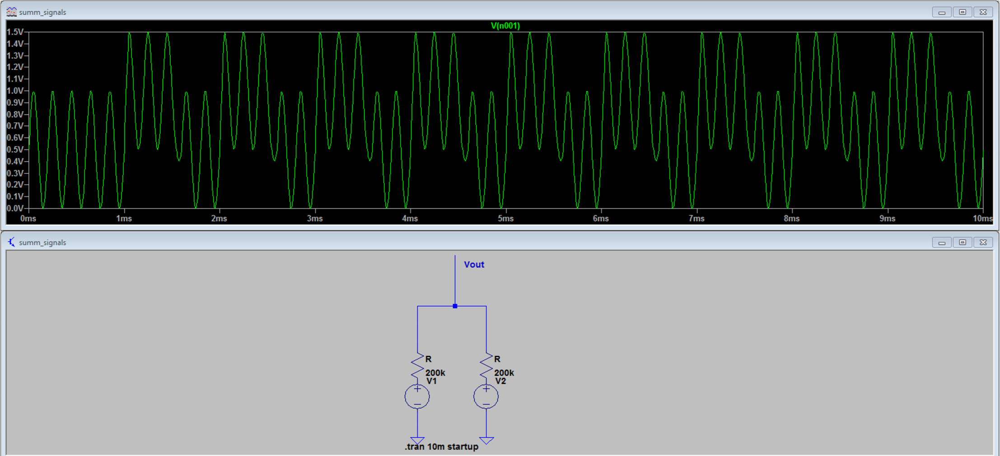 summ_signals
V(n001)
1.5V
1.4V
1.3V
1.2V
1.1V
1.0V
0.9V
0.8V
0.7V
0.6V
0.5V
0.4V
0.3V
0.2V
0.1V
0.0V
0ms 1ms 2ms 3ms 4ms 5ms 6ms 7ms 8ms 9ms 10ms
summ_signals
Vout
R R
200k 200k
V1 V2
.tran 10m startup